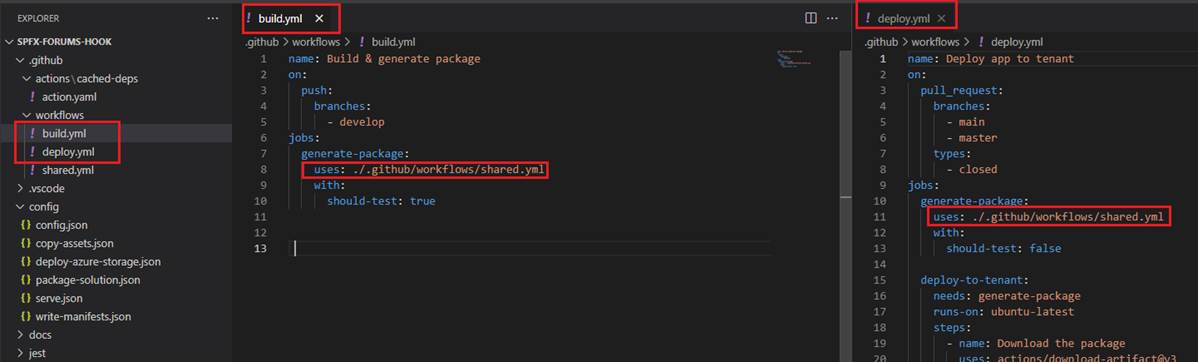 EXPLORER
···
SPFX-FORUMS-HOOK
.github
actions\cached-deps
! action.yaml
workflows
! build.yml
! deploy.yml
! shared.yml
.vscode
config
{} config.json
{} copy-assets.json
{} deploy-azure-storage.json
{} package-solution.json
{} serve.json
{} write-manifests.json
docs
jest
! build.yml ×
···
.github > workflows > ! build.yml
1 name: Build & generate package
2 on:
3 push:
4 branches:
5 - develop
6 jobs:
7 generate-package:
8 uses: ./.github/workflows/shared.yml
9 with:
10 should-test: true
11
12
13
! deploy.yml ×
.github > workflows > ! deploy.yml
1 name: Deploy app to tenant
2 on:
3 pull_request:
4 branches:
5 - main
6 - master
7 types:
8 - closed
9 jobs:
10 generate-package:
11 uses: ./.github/workflows/shared.yml
12 with:
13 should-test: false
14
15 deploy-to-tenant:
16 needs: generate-package
17 runs-on: ubuntu-latest
18 steps:
19 - name: Download the package
20 uses: actions/download-artifact@v3